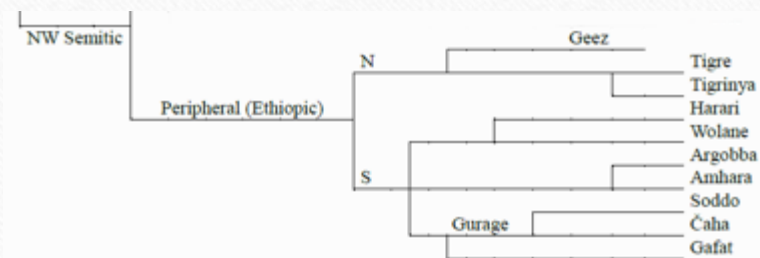 NW Semitic
Geez
N
Tigre
Tigrinya
Peripheral (Ethiopic)
Harari
Wolane
Argobba
S
Amhara
Soddo
Gurage
Čaha
Gafat